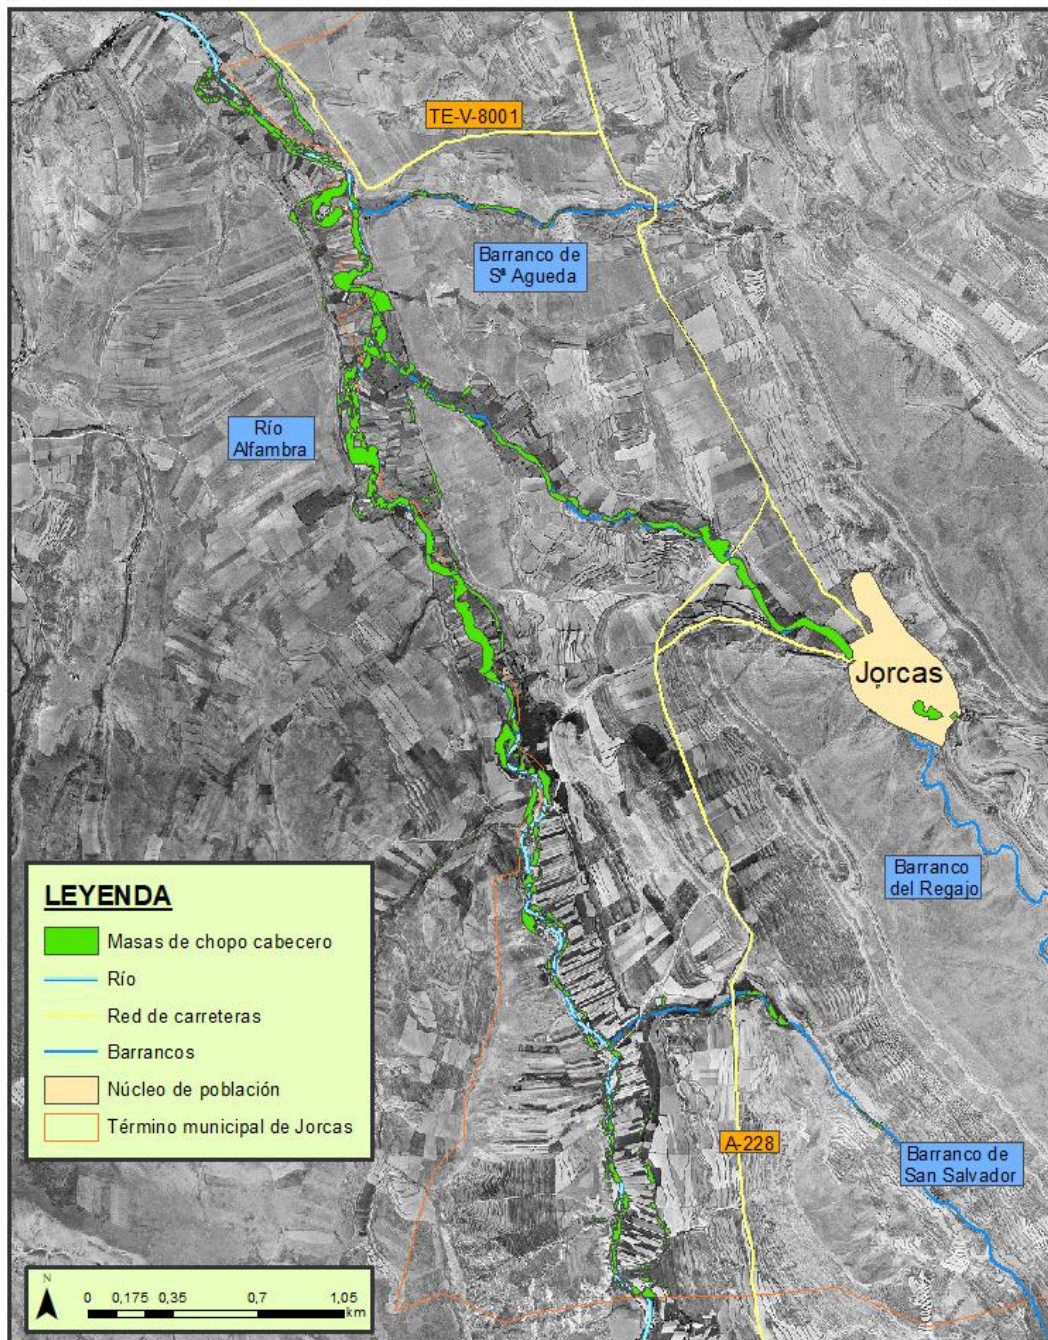 TE-V-8001
Barranco de
Sª Agueda
Río
Alfambra
Jorcas
Barranco
del Regajo
LEYENDA
Masas de chopo cabecero
Río
Red de carreteras
Barrancos
Núcleo de población
Término municipal de Jorcas
A-228
Barranco de
San Salvador
N
0 0,175 0,35 0,7 1,05
km